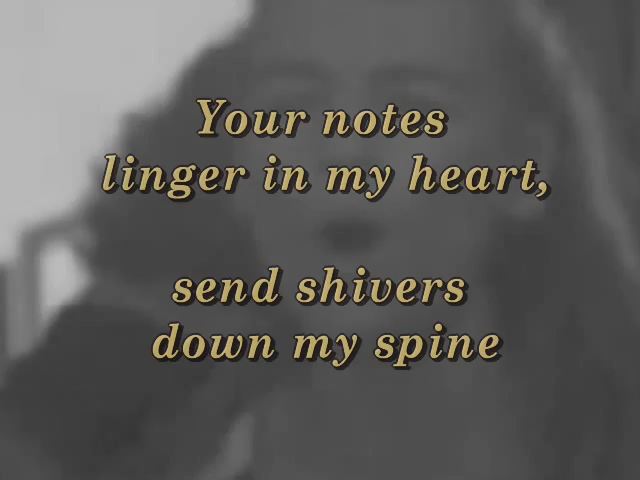 Your notes
linger in my heart,
send shivers
down my spine